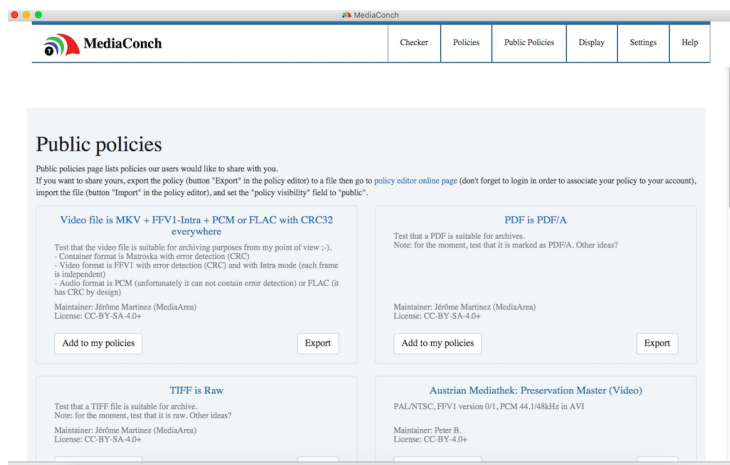 MediaConch
MediaConch
Checker
Policies
Public Policies
Display
Settings
Help
Public policies
Public policies page lists policies our users would like to share with you.
If you want to share yours, export the policy (button "Export" in the policy editor) to a file then go to policy editor online page (don't forget to login in order to associate your policy to your account),
import the file (button "Import" in the policy editor), and set the "policy visibility" field to "public".
Video file is MKV + FFV1-Intra + PCM or FLAC with CRC32
everywhere
Test that the video file is suitable for archiving purposes from my point of view ;-).
- Container format is Matroska with error detection (CRC)
- Video format is FFV1 with error detection (CRC) and with Intra mode (each frame
is independent)
- Audio format is PCM (unfortunately it can not contain error detection) or FLAC (it
has CRC by design)
Maintainer: Jérôme Martinez (MediaArea)
License: CC-BY-SA-4.0+
Add to my policies
Export
PDF is PDF/A
Test that a PDF is suitable for archives.
Note: for the moment, test that it is marked as PDF/A. Other ideas?
Maintainer: Jérôme Martinez (MediaArea)
License: CC-BY-SA-4.0+
Add to my policies
Export
TIFF is Raw
Test that a TIFF file is suitable for archive.
Note: for the moment, test that it is raw. Other ideas?
Maintainer: Jérôme Martinez (MediaArea)
License: CC-BY-SA-4.0+
Austrian Mediathek: Preservation Master (Video)
PAL/NTSC, FFV1 version 0/1, PCM 44.1/48kHz in AVI
Maintainer: Peter B.
License: CC-BY-4.0+